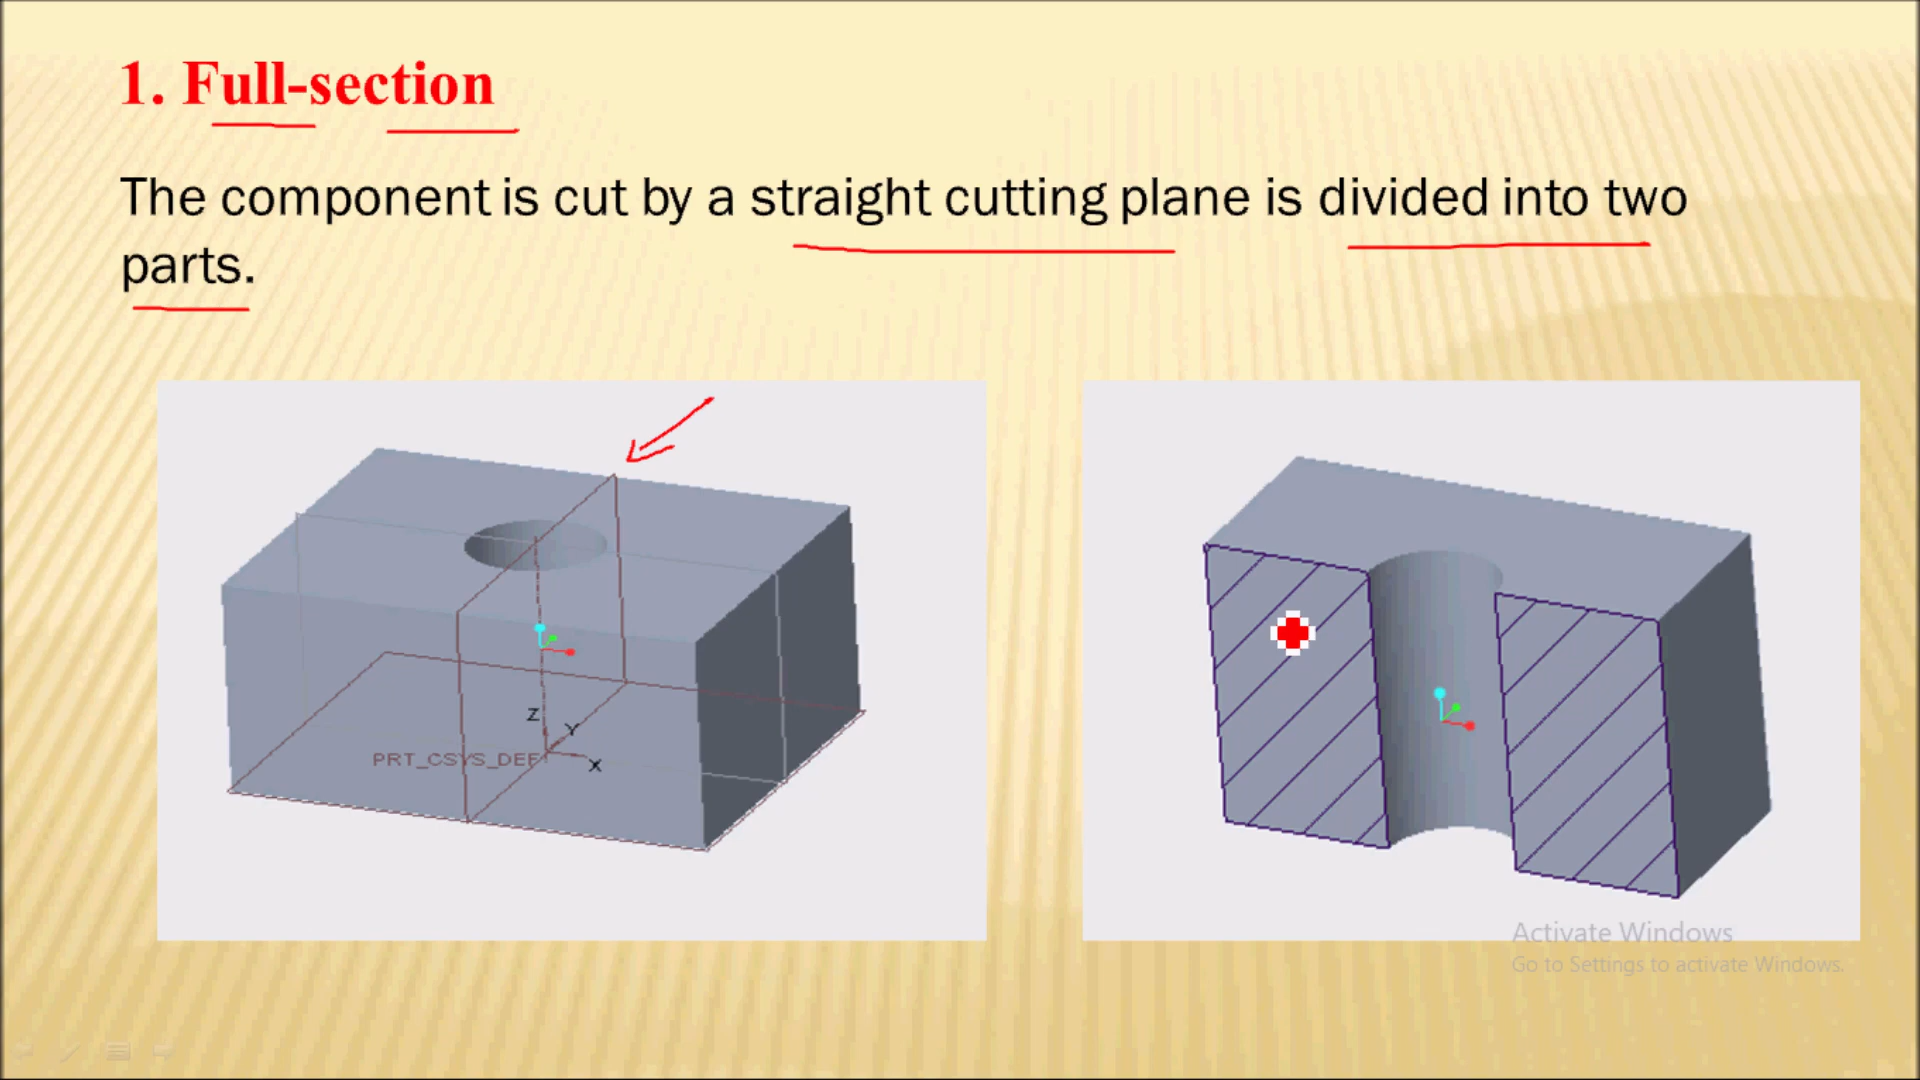 1. Full-section
The component is cut by a straight cutting plane is divided into two
parts.
Z
Y
PRT_CSYS_DEF
X
Activate Windows
Go to Settings to activate Windows.